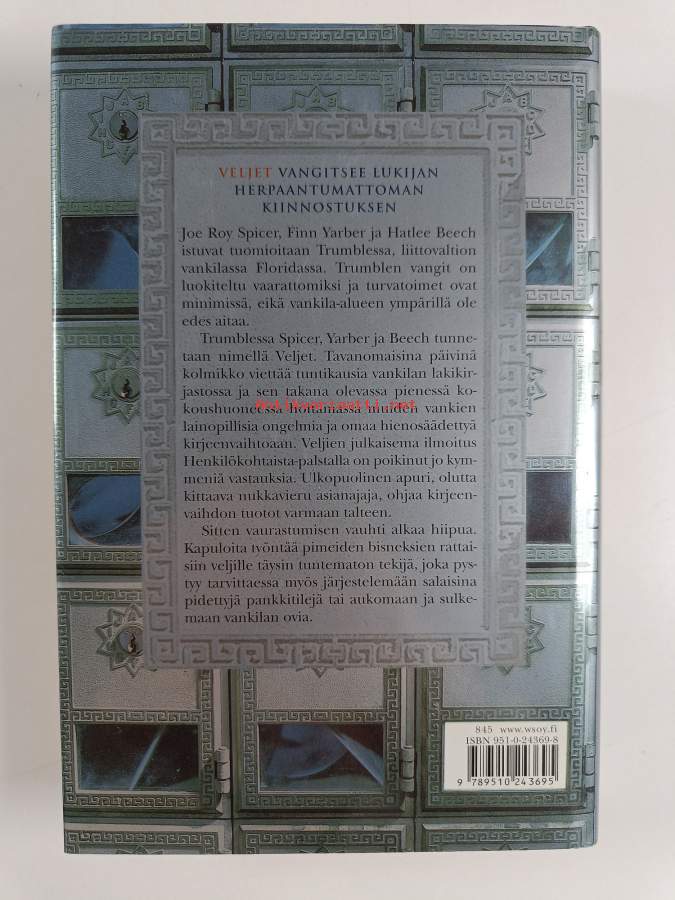 VELJET VANGITSEE LUKIJAN
HERPAANTUMATTOMAN
KIINNOSTUKSEN
Joe Roy Spicer, Finn Yarber ja Hatlee Beech
istuvat tuomioitaan Trumblessa, liittovaltion
vankilassa Floridassa. Trumblen vangit on
luokiteltu vaarattomiksi ja turvatoimet ovat
minimissä, eikä vankila-alueen ympärillä ole
edes aitaa.
Trumblessa Spicer, Yarber ja Beech tunne-
taan nimellä Veljet. Tavanomaisina päivinä
kolmikko viettää tuntikausia vankilan lakikir-
jastossa ja sen takana olevassa pienessä ko-
koushuoneessa hoitamassa muiden vankien
lainopillisia ongelmia ja omaa hienosäädettyä
kirjeenvaihtoaan. Veljien julkaisema ilmoitus
Henkilökohtaista-palstalla on poikinut jo kym-
meniä vastauksia. Ulkopuolinen apuri, olutta
kittaava nukkavieru asianajaja, ohjaa kirjeen-
vaihdon tuotot varmaan talteen.
Sitten vaurastumisen vauhti alkaa hiipua.
Kapuloita työntää pimeiden bisneksien rattai-
siin veljille täysin tuntematon tekijä, joka pys-
tyy tarvittaessa myös järjestelemään salaisina
pidettyjä pankkitilejä tai aukomaan ja sulke-
maan vankilan ovia.
845 www.wsoy.fi
ISBN 951-0-24369-8
9 789510 243695